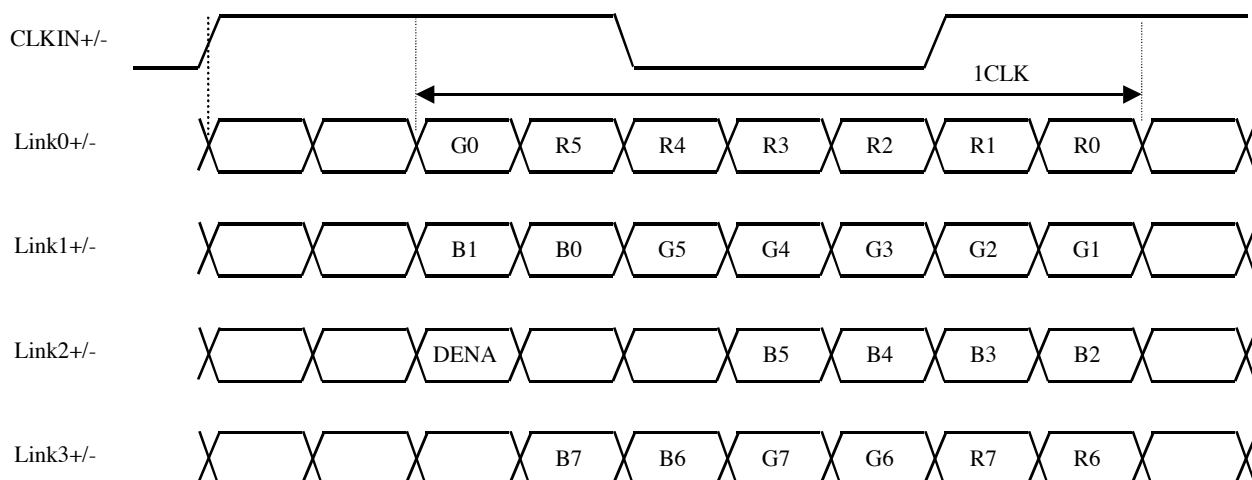 CLKIN+/-
1CLK
Link0+/- G0 R5 R4 R3 R2 R1 R0
Link1+/- B1 B0 G5 G4 G3 G2 G1
Link2+/- DENA B5 B4 B3 B2
Link3+/- B7 B6 G7 G6 R7 R6